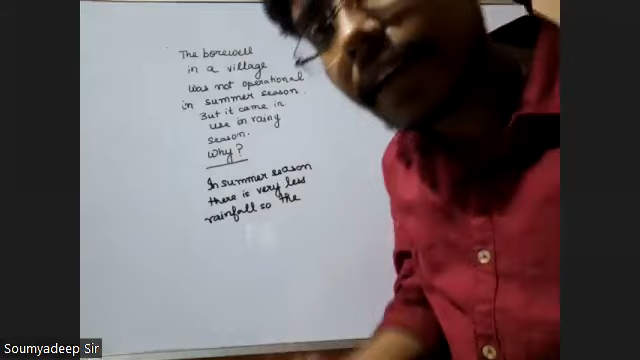 The borewell
in a village
was not operational
in summer season.
But it came in
use in rainy
season.
Why?
In summer season
there is very less
rainfall so the
Soumyadeep Sir